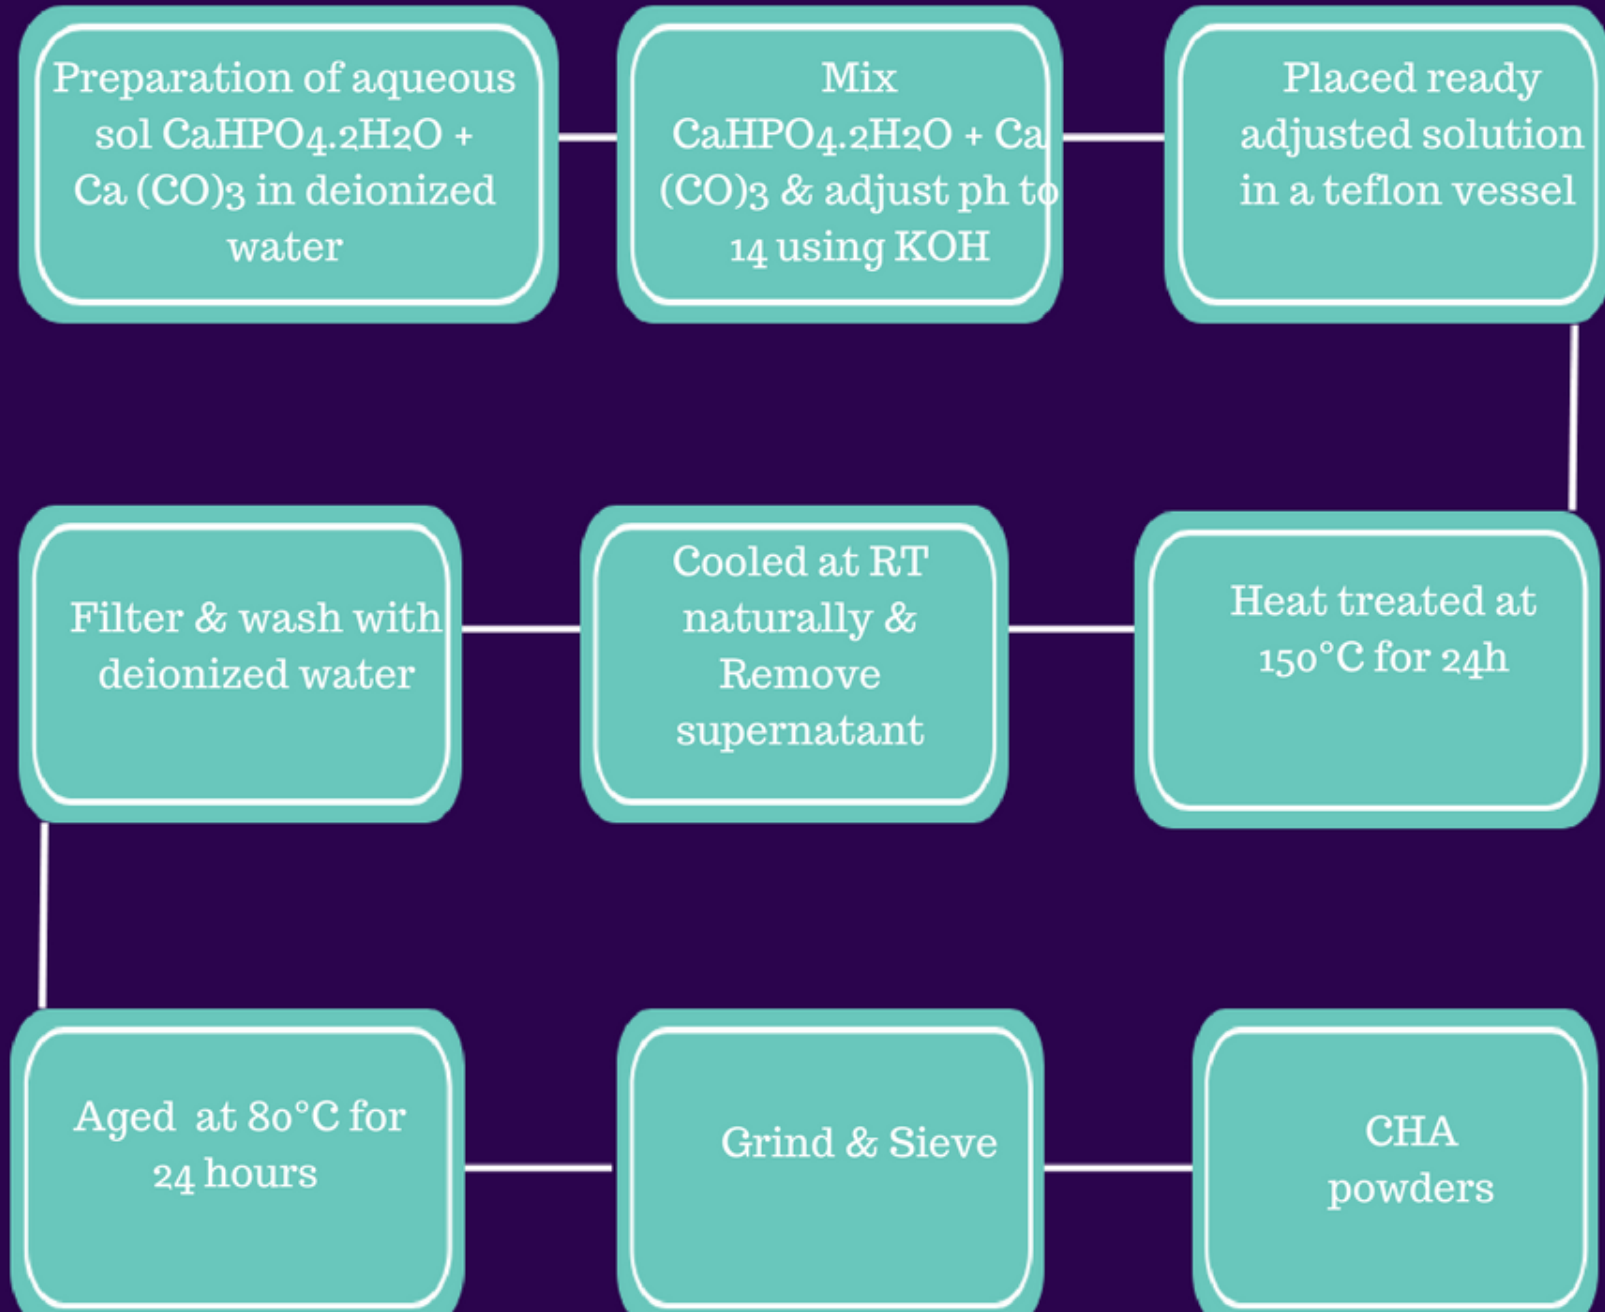 Preparation of aqueous
sol CaHPO4.2H2O +
Ca (CO)3 in deionized
water
Mix
CaHPO4.2H2O + Ca
(CO)3 & adjust ph to
14 using KOH
Placed ready
adjusted solution
in a teflon vessel
Heat treated at
150°C for 24h
Cooled at RT
naturally &
Remove
supernatant
Filter & wash with
deionized water
Aged at 80°C for
24 hours
Grind & Sieve
CHA
powders